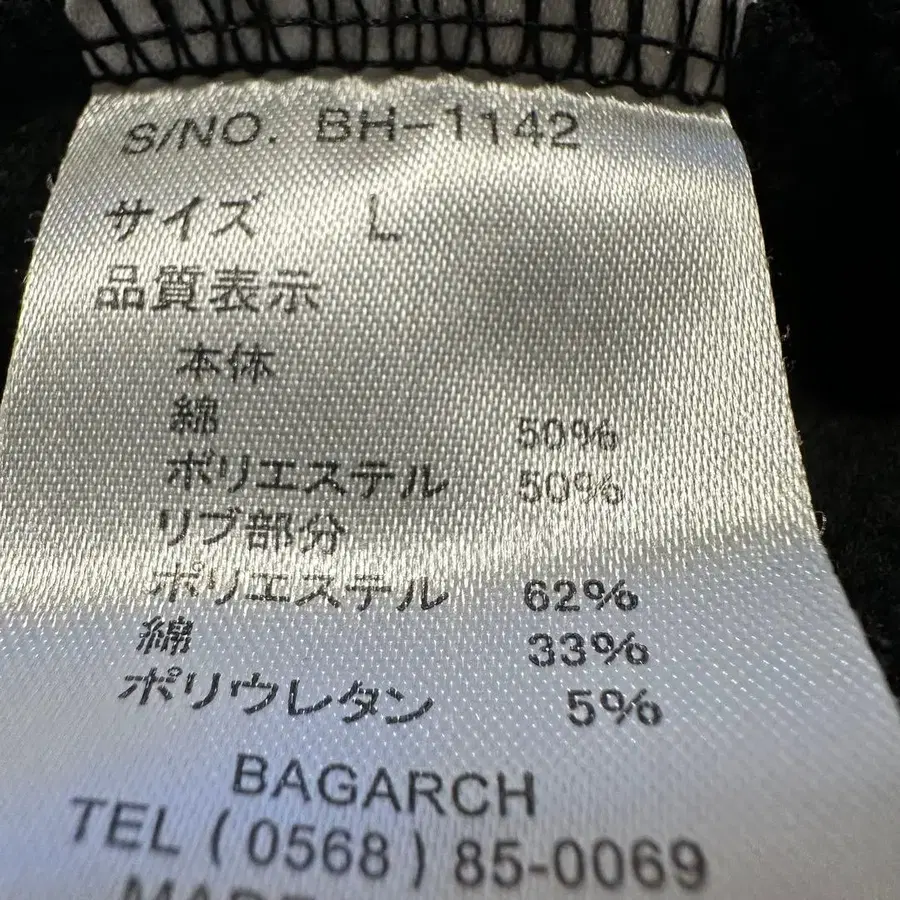 S/NO. BH-1142
サイズ L
品質表示
本体
綿 50%
ポリエステル 50%
リブ部分
ポリエステル 62%
綿 33%
ポリウレタン 5%
BAGARCH
TEL (0568) 85-0069
MADE